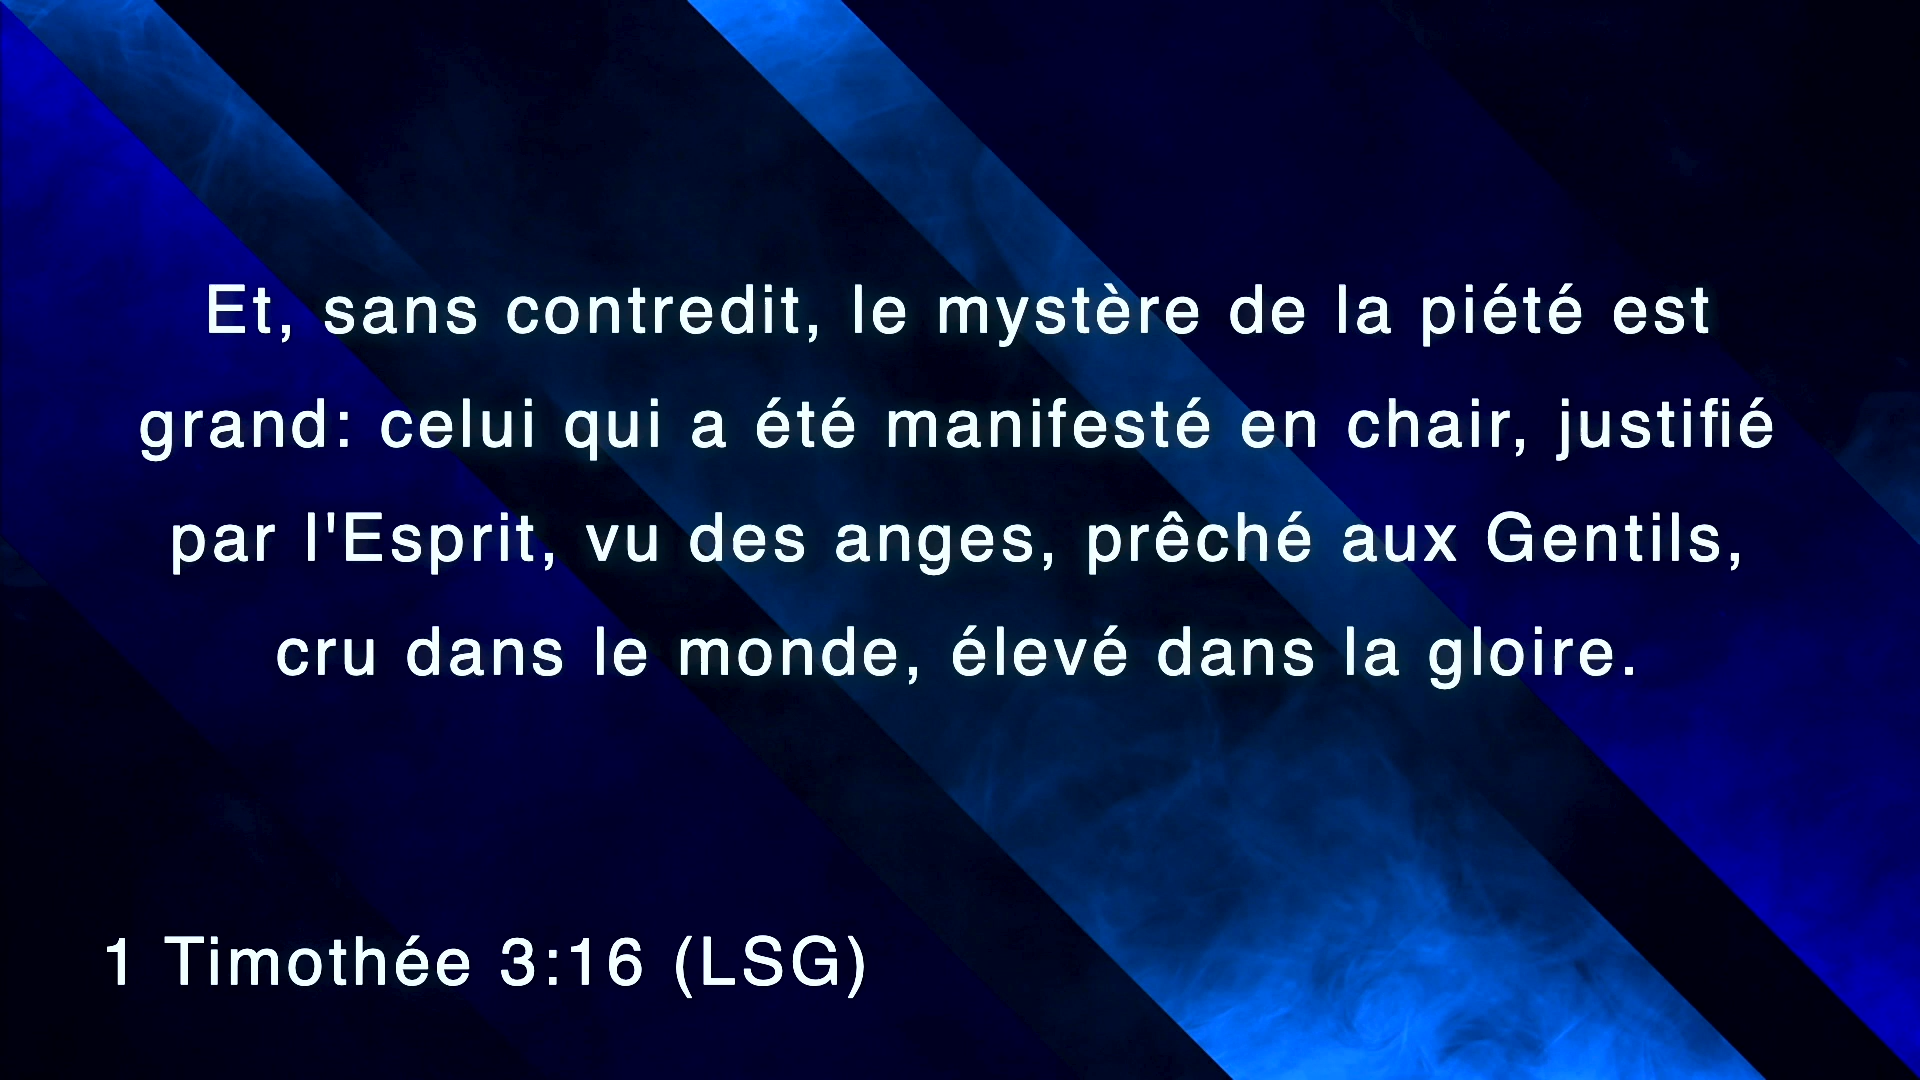 Et, sans contredit, le mystère de la piété est
grand: celui qui a été manifesté en chair, justifié
par l'Esprit, vu des anges, prêché aux Gentils,
cru dans le monde, élevé dans la gloire.
1 Timothée 3:16 (LSG)